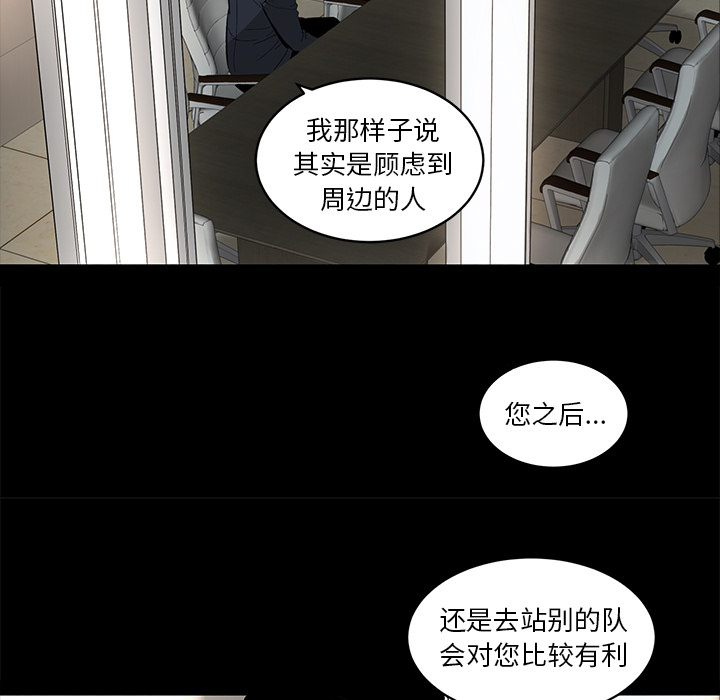 我那样子说
其实是顾虑到
周边的人
您之后...
还是去站别的队
会对您比较有利